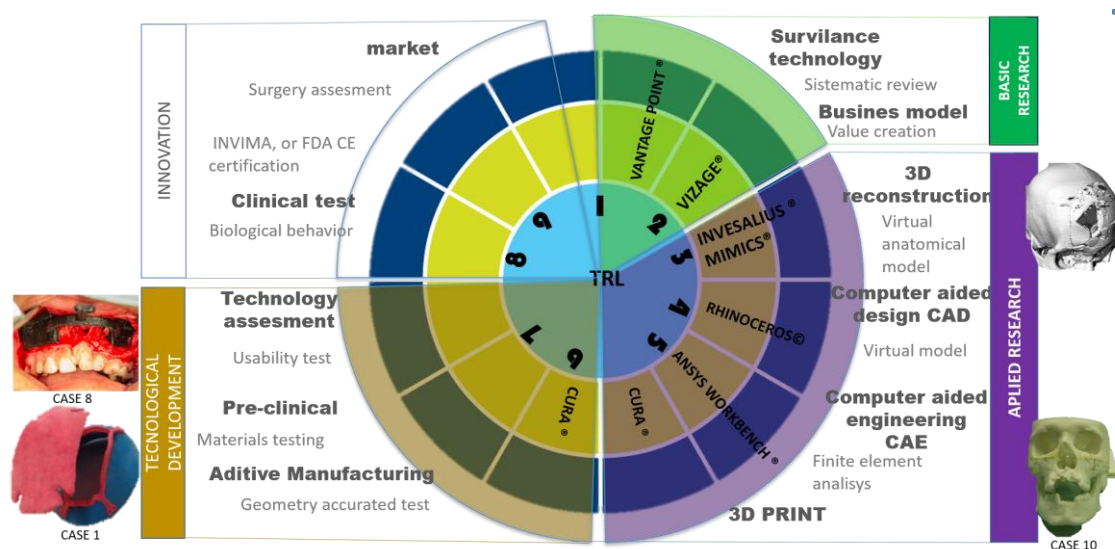 market
Surgery assesment
INVIMA, or FDA CE
certification
Clinical test
Biological behavior
INNOVATION
Survilance
technology
Sistematic review
Busines model
Value creation
BASIC
RESEARCH
3D
reconstruction
Virtual
anatomical
model
Computer aided
design CAD
Virtual model
Computer aided
engineering
CAE
Finite element
analisys
3D PRINT
APLIED RESEARCH
CASE 10
VANTAGE POINT ®
VIZAGE®
INVESALIUS ®
MIMICS®
RHINOCEROS©
ANSYS WORKBENCH ®
CURA ®
CURA ®
1
2
3
4
5
6
7
8
9
TRL
Technology
assesment
Usability test
Pre-clinical
Materials testing
Aditive Manufacturing
Geometry accurated test
TECNOLOGICAL
DEVELOPMENT
CASE 8
CASE 1